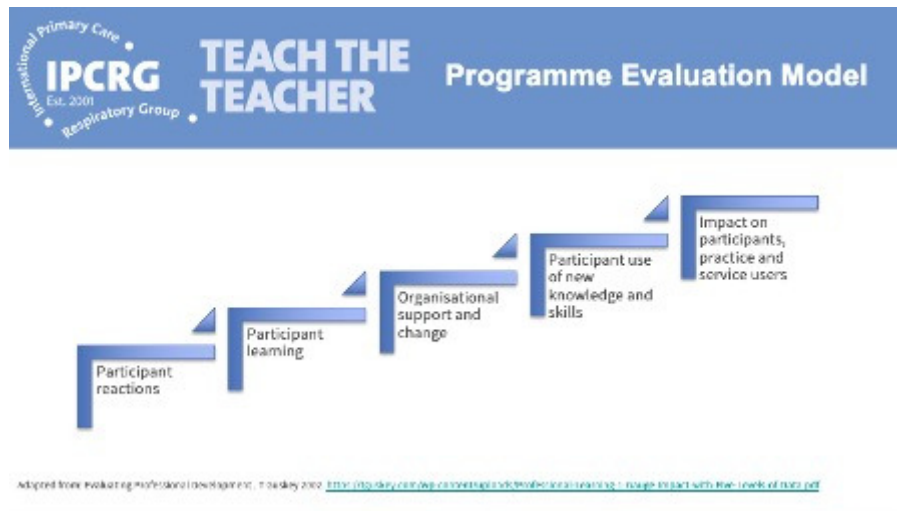 International Primary Care
IPCRG
Est. 2001
Respiratory Group
TEACH THE
TEACHER
Programme Evaluation Model
Impact on
participants,
practice and
service users
Participant use
of new
knowledge and
skills
Organisational
support and
change
Participant
learning
Participant
reactions
Adapted from: Evaluating Professional Development, 2002